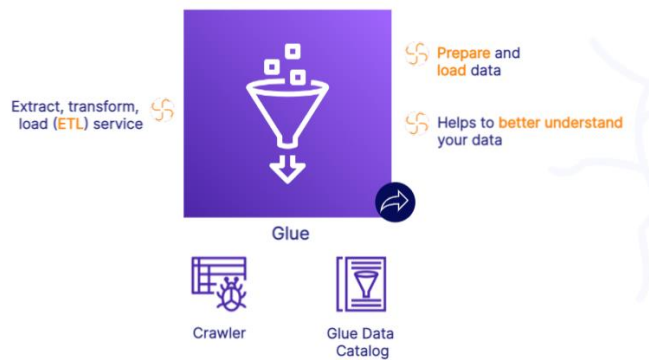 Extract, transform,
load (ETL) service
Prepare and
load data
Helps to better understand
your data
Glue
Crawler
Glue Data
Catalog